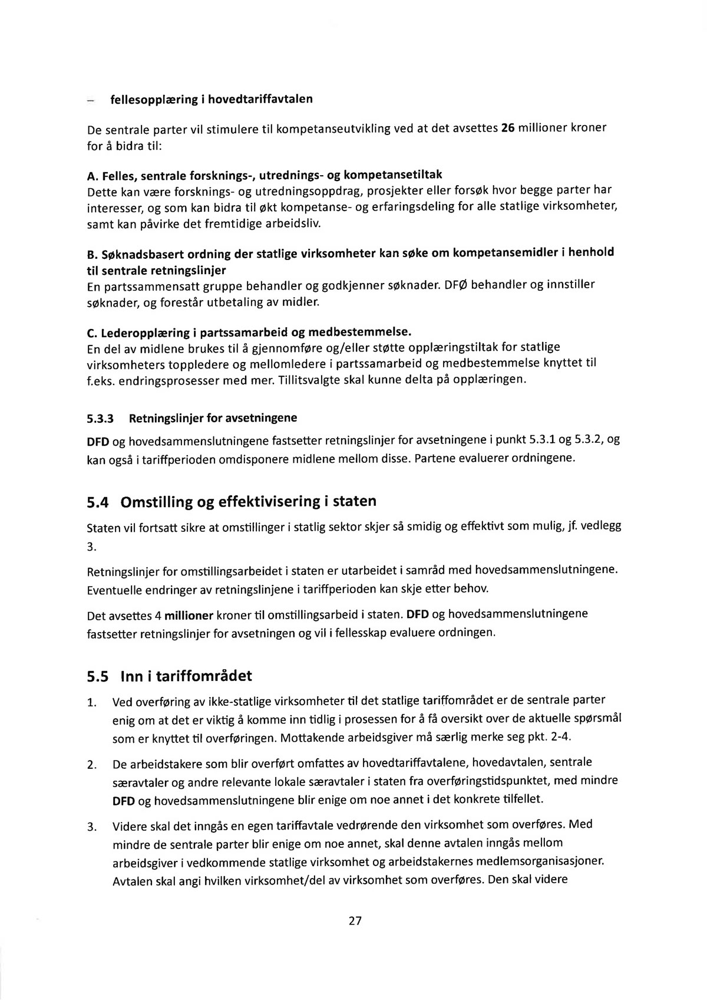 – fellesopplæring i hovedtariffavtalen
De sentrale parter vil stimulere til kompetanseutvikling ved at det avsettes 26 millioner kroner
for å bidra til:
A. Felles, sentrale forsknings-, utrednings- og kompetansetiltak
Dette kan være forsknings- og utredningsoppdrag, prosjekter eller forsøk hvor begge parter har
interesser, og som kan bidra til økt kompetanse- og erfaringsdeling for alle statlige virksomheter,
samt kan påvirke det fremtidige arbeidsliv.
B. Søknadsbasert ordning der statlige virksomheter kan søke om kompetansemidler i henhold
til sentrale retningslinjer
En partssammensatt gruppe behandler og godkjenner søknader. DFØ behandler og innstiller
søknader, og forestår utbetaling av midler.
C. Lederopplæring i partssamarbeid og medbestemmelse.
En del av midlene brukes til å gjennomføre og/eller støtte opplæringstiltak for statlige
virksomheters toppledere og mellomledere i partssamarbeid og medbestemmelse knyttet til
f.eks. endringsprosesser med mer. Tillitsvalgte skal kunne delta på opplæringen.
5.3.3 Retningslinjer for avsetningene
DFD og hovedsammenslutningene fastsetter retningslinjer for avsetningene i punkt 5.3.1 og 5.3.2, og
kan også i tariffperioden omdisponere midlene mellom disse. Partene evaluerer ordningene.
5.4 Omstilling og effektivisering i staten
Staten vil fortsatt sikre at omstillinger i statlig sektor skjer så smidig og effektivt som mulig, jf. vedlegg
3.
Retningslinjer for omstillingsarbeidet i staten er utarbeidet i samråd med hovedsammenslutningene.
Eventuelle endringer av retningslinjene i tariffperioden kan skje etter behov.
Det avsettes 4 millioner kroner til omstillingsarbeid i staten. DFD og hovedsammenslutningene
fastsetter retningslinjer for avsetningen og vil i fellesskap evaluere ordningen.
5.5 Inn i tariffområdet
1. Ved overføring av ikke-statlige virksomheter til det statlige tariffområdet er de sentrale parter
enig om at det er viktig å komme inn tidlig i prosessen for å få oversikt over de aktuelle spørsmål
som er knyttet til overføringen. Mottakende arbeidsgiver må særlig merke seg pkt. 2-4.
2. De arbeidstakere som blir overført omfattes av hovedtariffavtalene, hovedavtalen, sentrale
særavtaler og andre relevante lokale særavtaler i staten fra overføringstidspunktet, med mindre
DFD og hovedsammenslutningene blir enige om noe annet i det konkrete tilfellet.
3. Videre skal det inngås en egen tariffavtale vedrørende den virksomhet som overføres. Med
mindre de sentrale parter blir enige om noe annet, skal denne avtalen inngås mellom
arbeidsgiver i vedkommende statlige virksomhet og arbeidstakernes medlemsorganisasjoner.
Avtalen skal angi hvilken virksomhet/del av virksomhet som overføres. Den skal videre
27